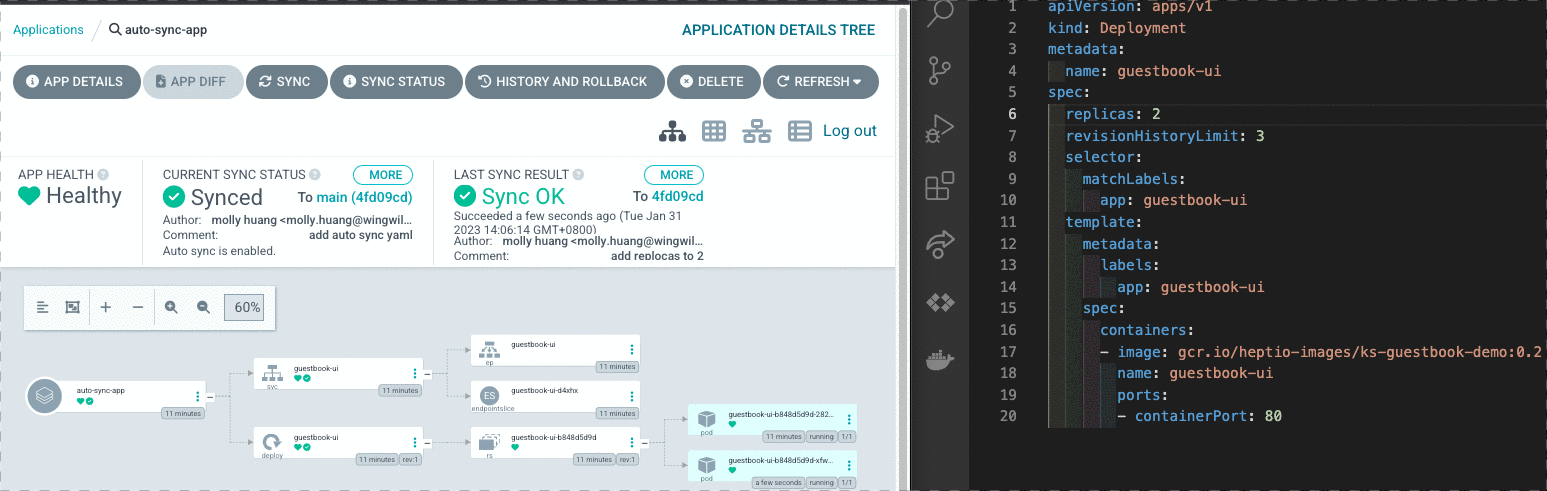 Applications / auto-sync-app
APPLICATION DETAILS TREE
APP DETAILS
APP DIFF
SYNC
SYNC STATUS
HISTORY AND ROLLBACK
DELETE
REFRESH
Log out
APP HEALTH
Healthy
CURRENT SYNC STATUS
MORE
Synced
To main (4fd09cd)
Author: molly huang <molly.huang@wingwil...
Comment: add auto sync yaml
Auto sync is enabled.
LAST SYNC RESULT
MORE
Sync OK
To 4fd09cd
Succeeded a few seconds ago (Tue Jan 31
2023 14:06:14 GMT+0800)
Author: molly huang <molly.huang@wingwil...
Comment: add replocas to 2
60%
auto-sync-app
11 minutes
guestbook-ui
svc
11 minutes
guestbook-ui
ep
11 minutes
ES
guestbook-ui-d4xhx
endpointslice
11 minutes
guestbook-ui
deploy
11 minutes
rev:1
guestbook-ui-b848d5d9d
rs
11 minutes
rev:1
guestbook-ui-b848d5d9d-282...
pod
11 minutes
running
1/1
guestbook-ui-b848d5d9d-xfw...
pod
a few seconds
running
1/1
1 apiVersion: apps/v1
2 kind: Deployment
3 metadata:
4 name: guestbook-ui
5 spec:
6 replicas: 2
7 revisionHistoryLimit: 3
8 selector:
9 matchLabels:
10 app: guestbook-ui
11 template:
12 metadata:
13 labels:
14 app: guestbook-ui
15 spec:
16 containers:
17 - image: gcr.io/heptio-images/ks-guestbook-demo:0.2
18 name: guestbook-ui
19 ports:
20 - containerPort: 80